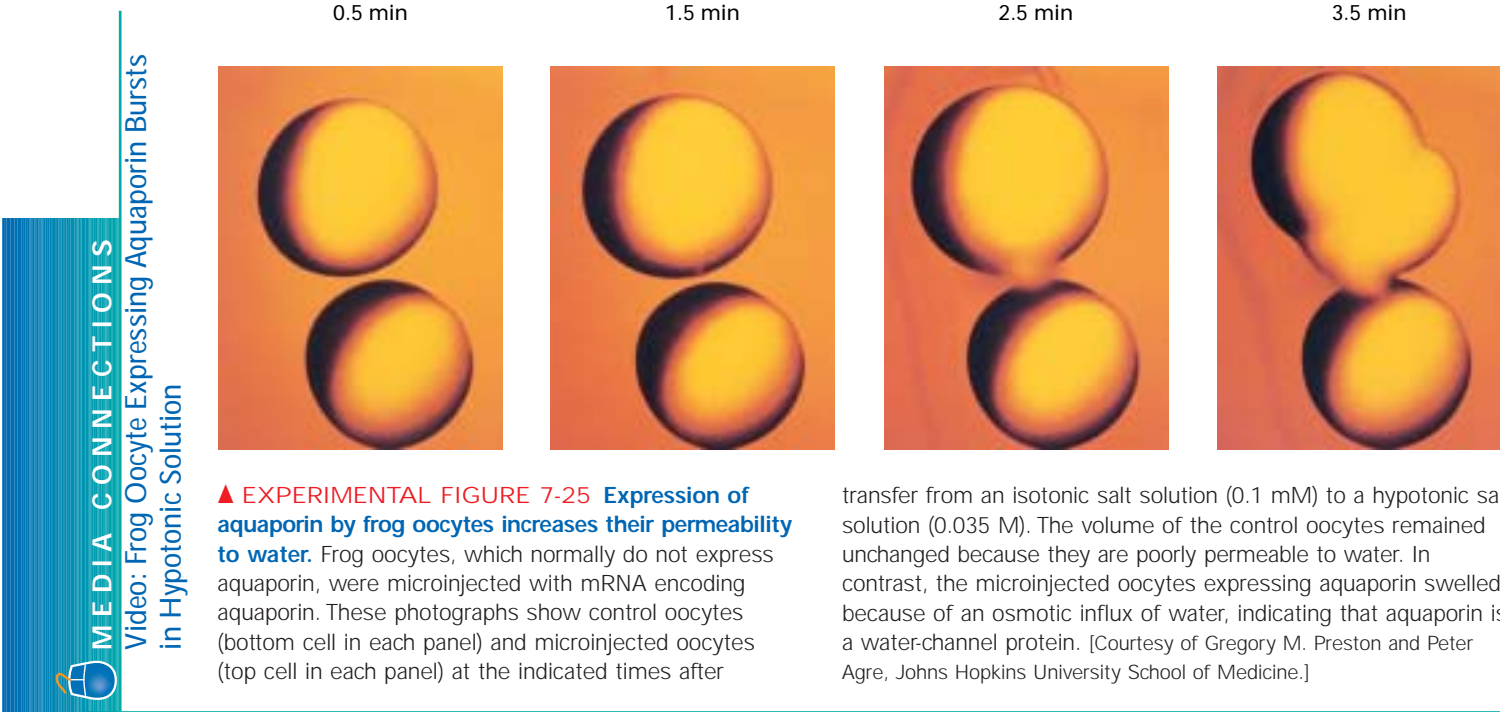 0.5 min
1.5 min
2.5 min
3.5 min
MEDIA CONNECTIONS
Video: Frog Oocyte Expressing Aquaporin Bursts
in Hypotonic Solution
▲ EXPERIMENTAL FIGURE 7-25 Expression of
aquaporin by frog oocytes increases their permeability
to water. Frog oocytes, which normally do not express
aquaporin, were microinjected with mRNA encoding
aquaporin. These photographs show control oocytes
(bottom cell in each panel) and microinjected oocytes
(top cell in each panel) at the indicated times after
transfer from an isotonic salt solution (0.1 mM) to a hypotonic sa
solution (0.035 M). The volume of the control oocytes remained
unchanged because they are poorly permeable to water. In
contrast, the microinjected oocytes expressing aquaporin swelled
because of an osmotic influx of water, indicating that aquaporin is
a water-channel protein. [Courtesy of Gregory M. Preston and Peter
Agre, Johns Hopkins University School of Medicine.]